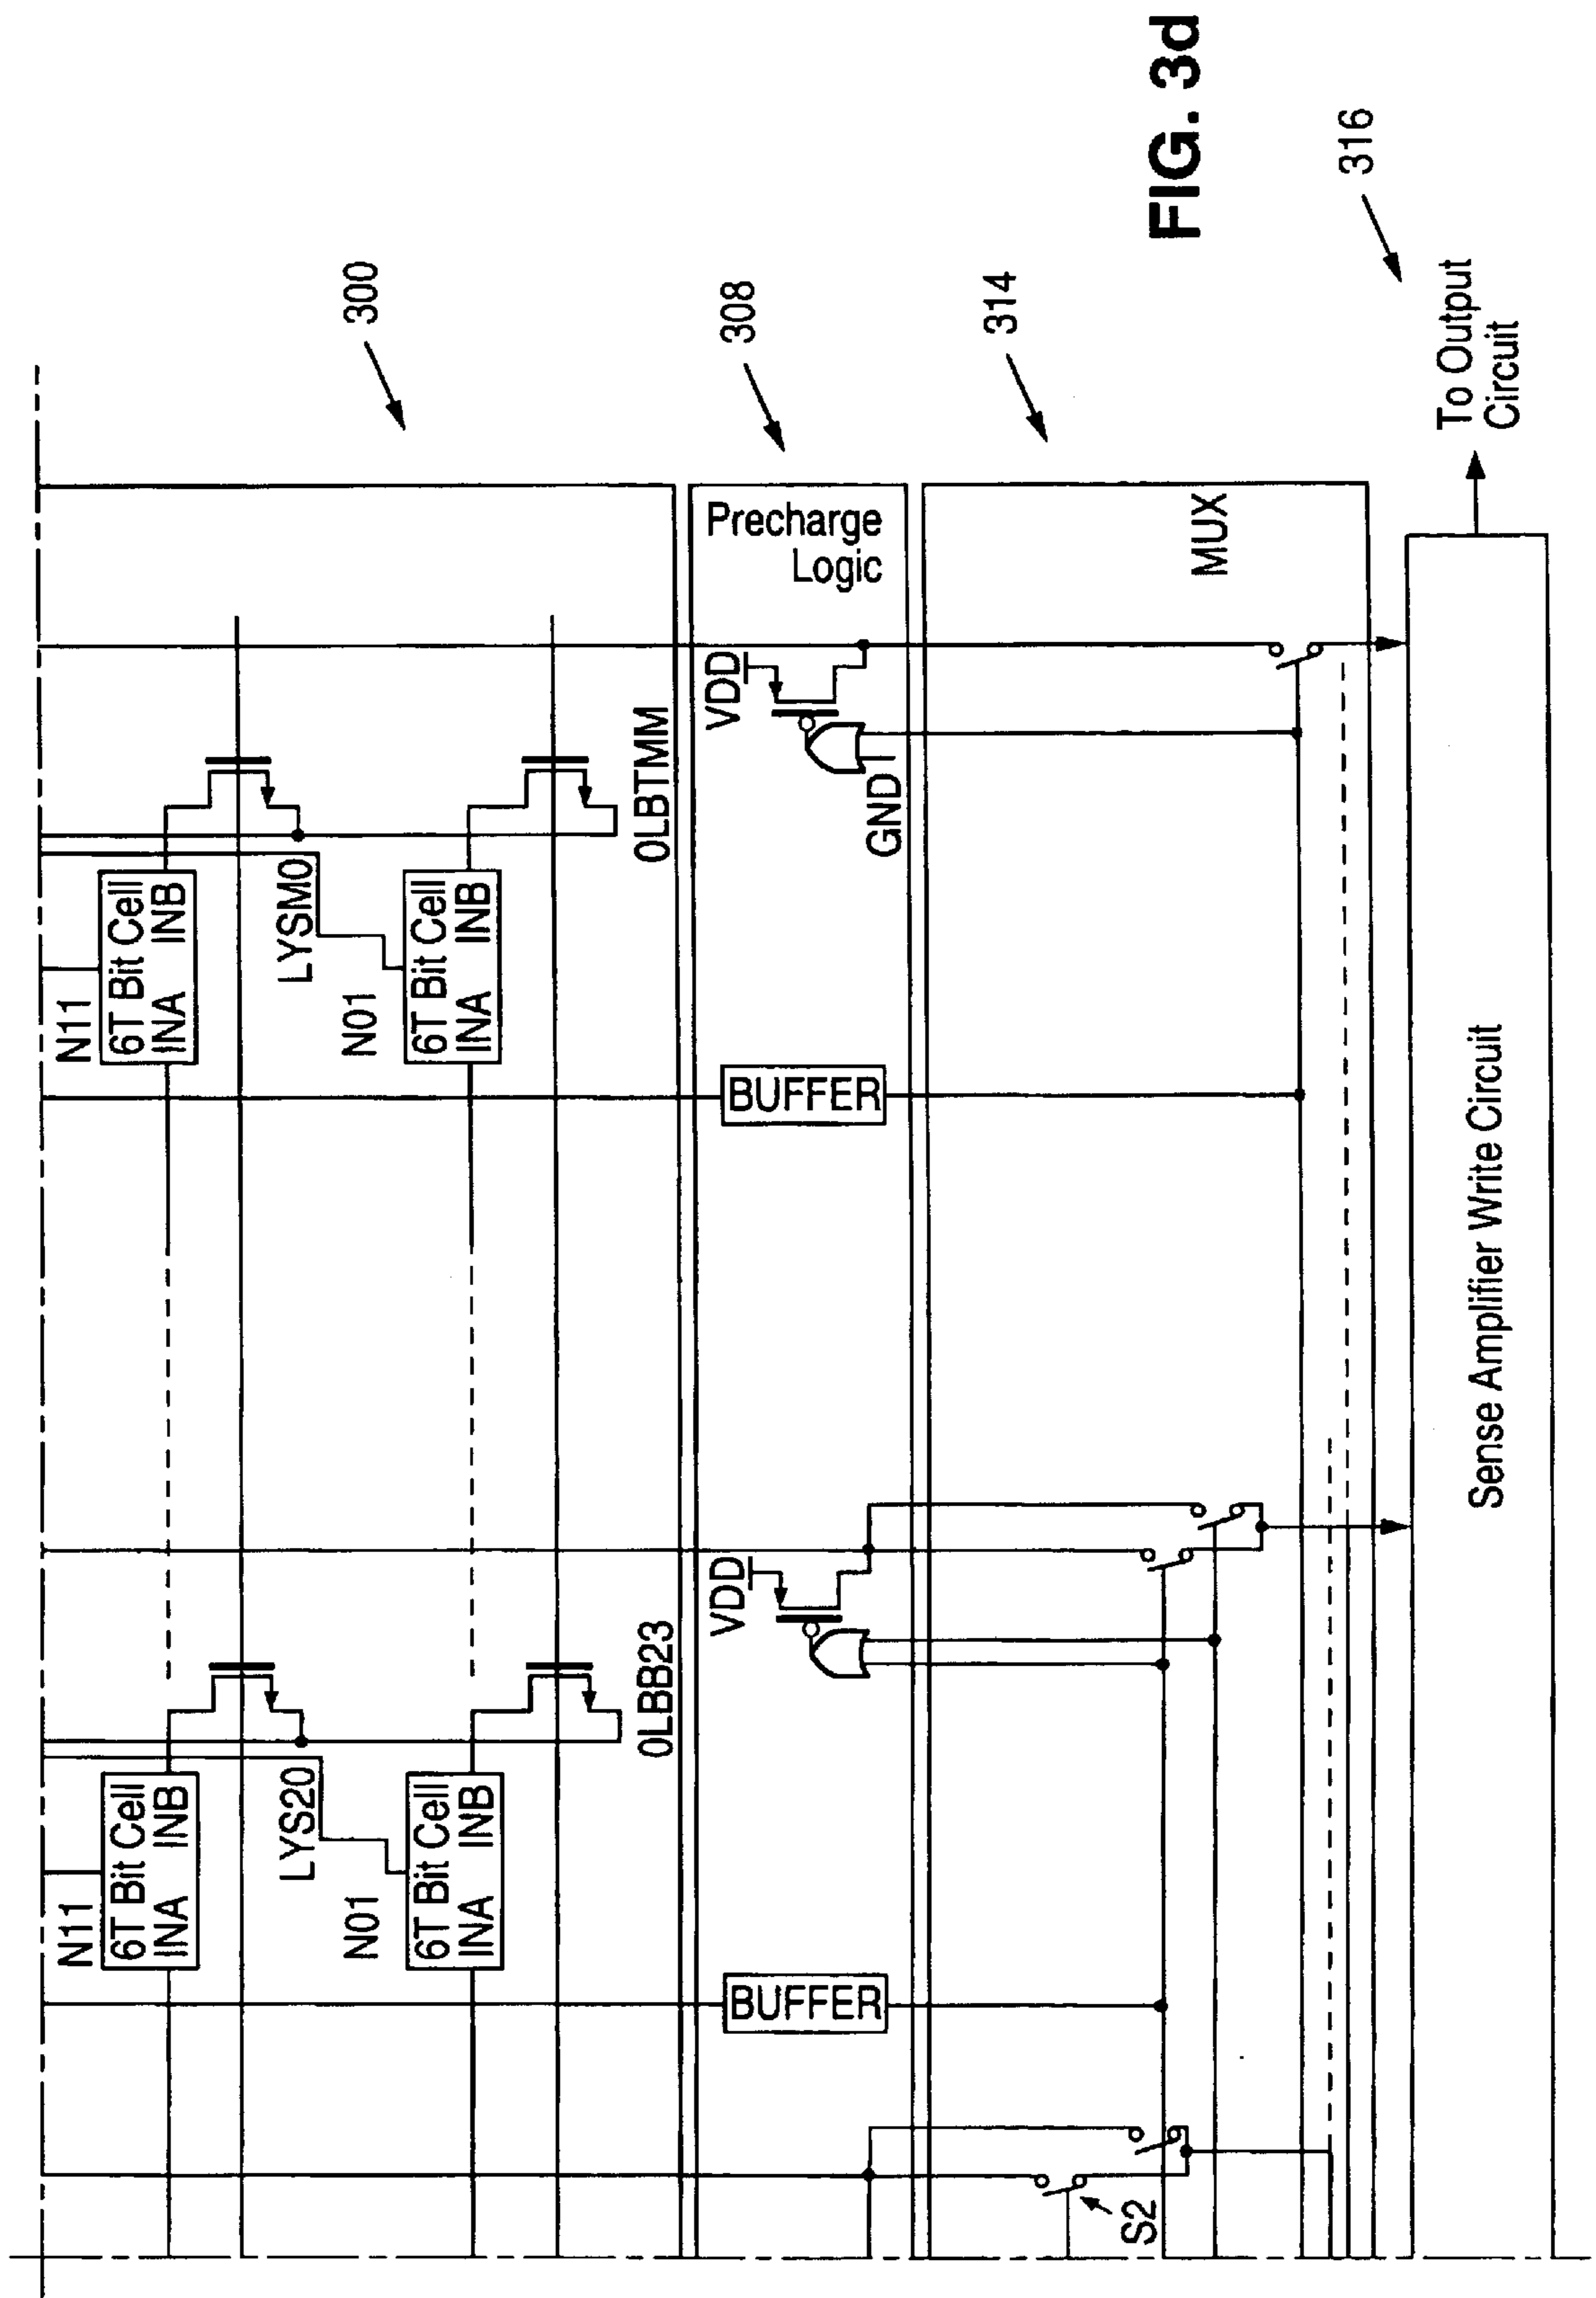 FIG. 3d
300
308
314
316
N11
6T Bit Cell
INA INB
LYS20
N01
6T Bit Cell
INA INB
0LBB23
N11
6T Bit Cell
INA INB
LYSM0
N01
6T Bit Cell
INA INB
0LBTMM
BUFFER
VDD
BUFFER
VDD
GND
Precharge
Logic
S2
MUX
Sense Amplifier Write Circuit
To Output
Circuit